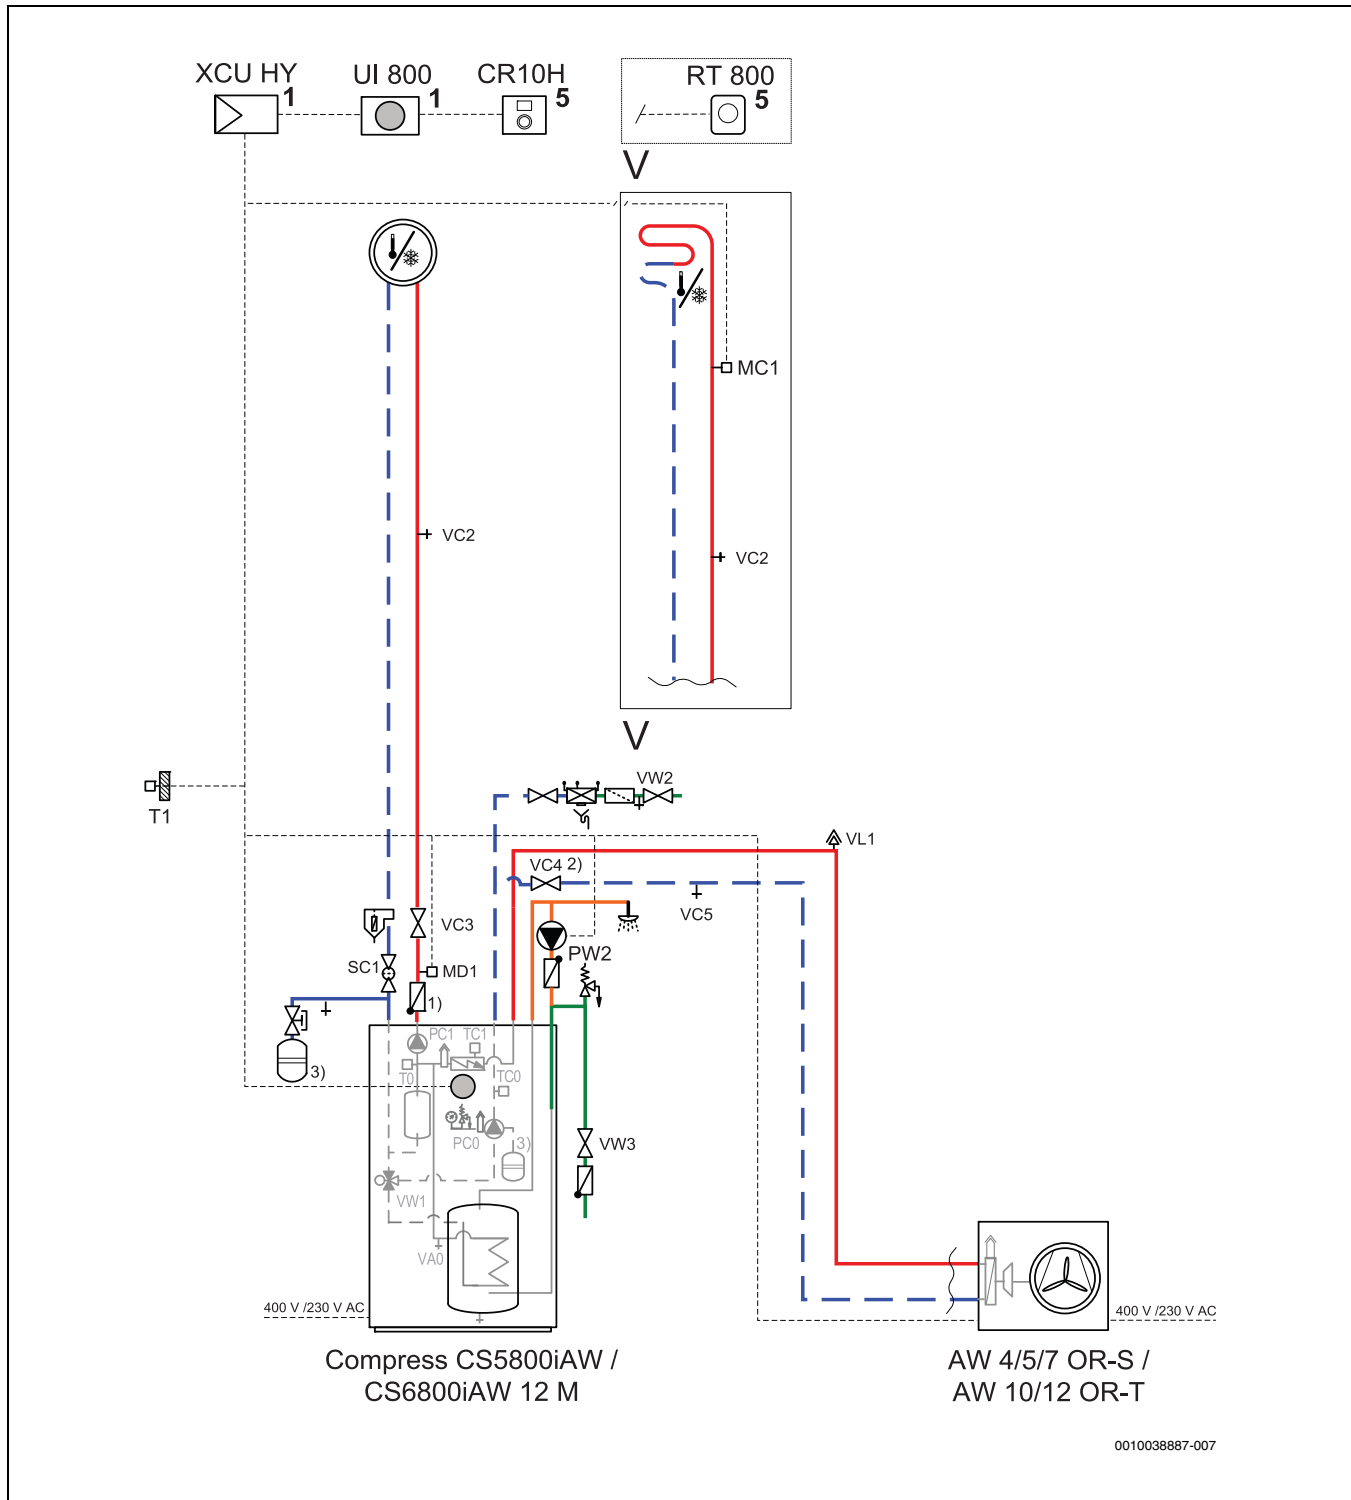 XCU HY
1
UI 800
1
CR10H
5
RT 800
5
V
MC1
VC2
VC2
V
T1
VW2
VL1
VC4 2)
VC5
VC3
SC1
MD1
PW2
1)
3)
PC1
TC1
T0
TC0
PC0
3)
VW3
VW1
VA0
400 V /230 V AC
400 V /230 V AC
Compress CS5800iAW /
CS6800iAW 12 M
AW 4/5/7 OR-S /
AW 10/12 OR-T
0010038887-007